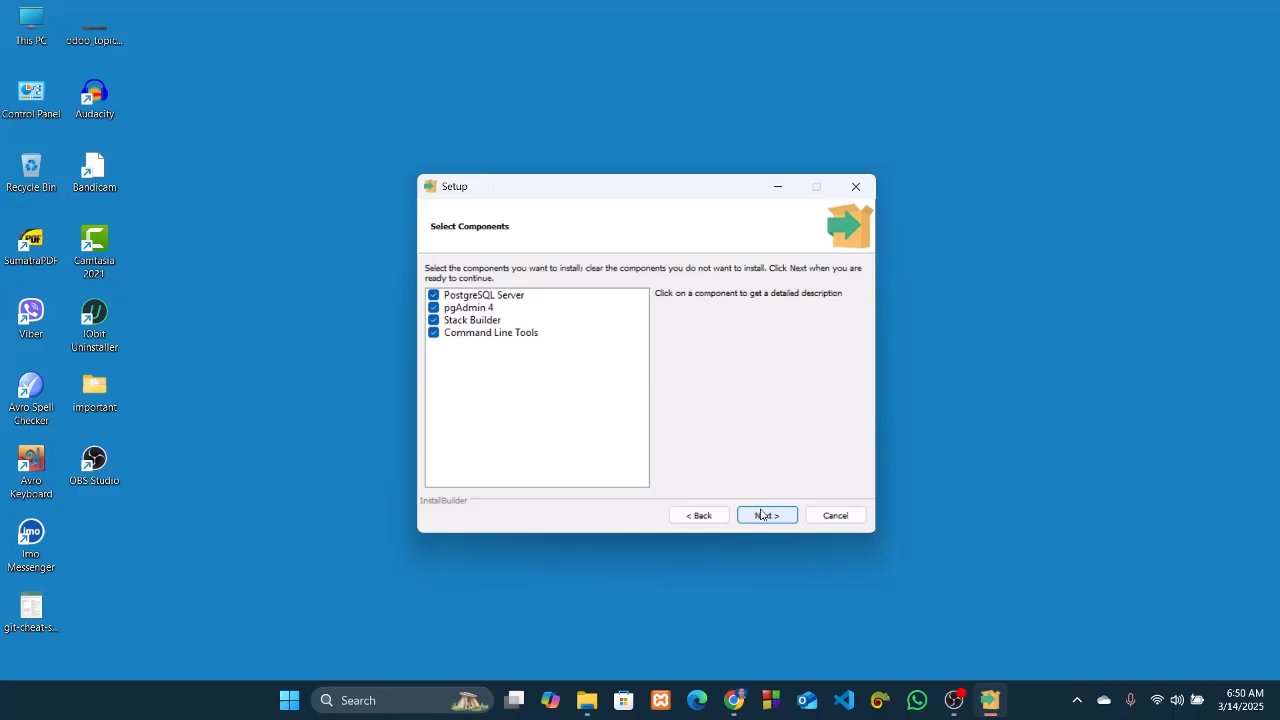 This PC
odoo_topic...
Control Panel
Audacity
Recycle Bin
Bandicam
SumatraPDF
Camtasia
2021
Viber
IObit
Uninstaller
Avro Spell
Checker
important
Avro
Keyboard
OBS Studio
Imo
Messenger
git-cheat-s...
Setup
Select Components
Select the components you want to install; clear the components you do not want to install. Click Next when you are
ready to continue.
PostgreSQL Server
pgAdmin 4
Stack Builder
Command Line Tools
Click on a component to get a detailed description
InstallBuilder
< Back
Next >
Cancel
Search
6:50 AM
3/14/2025